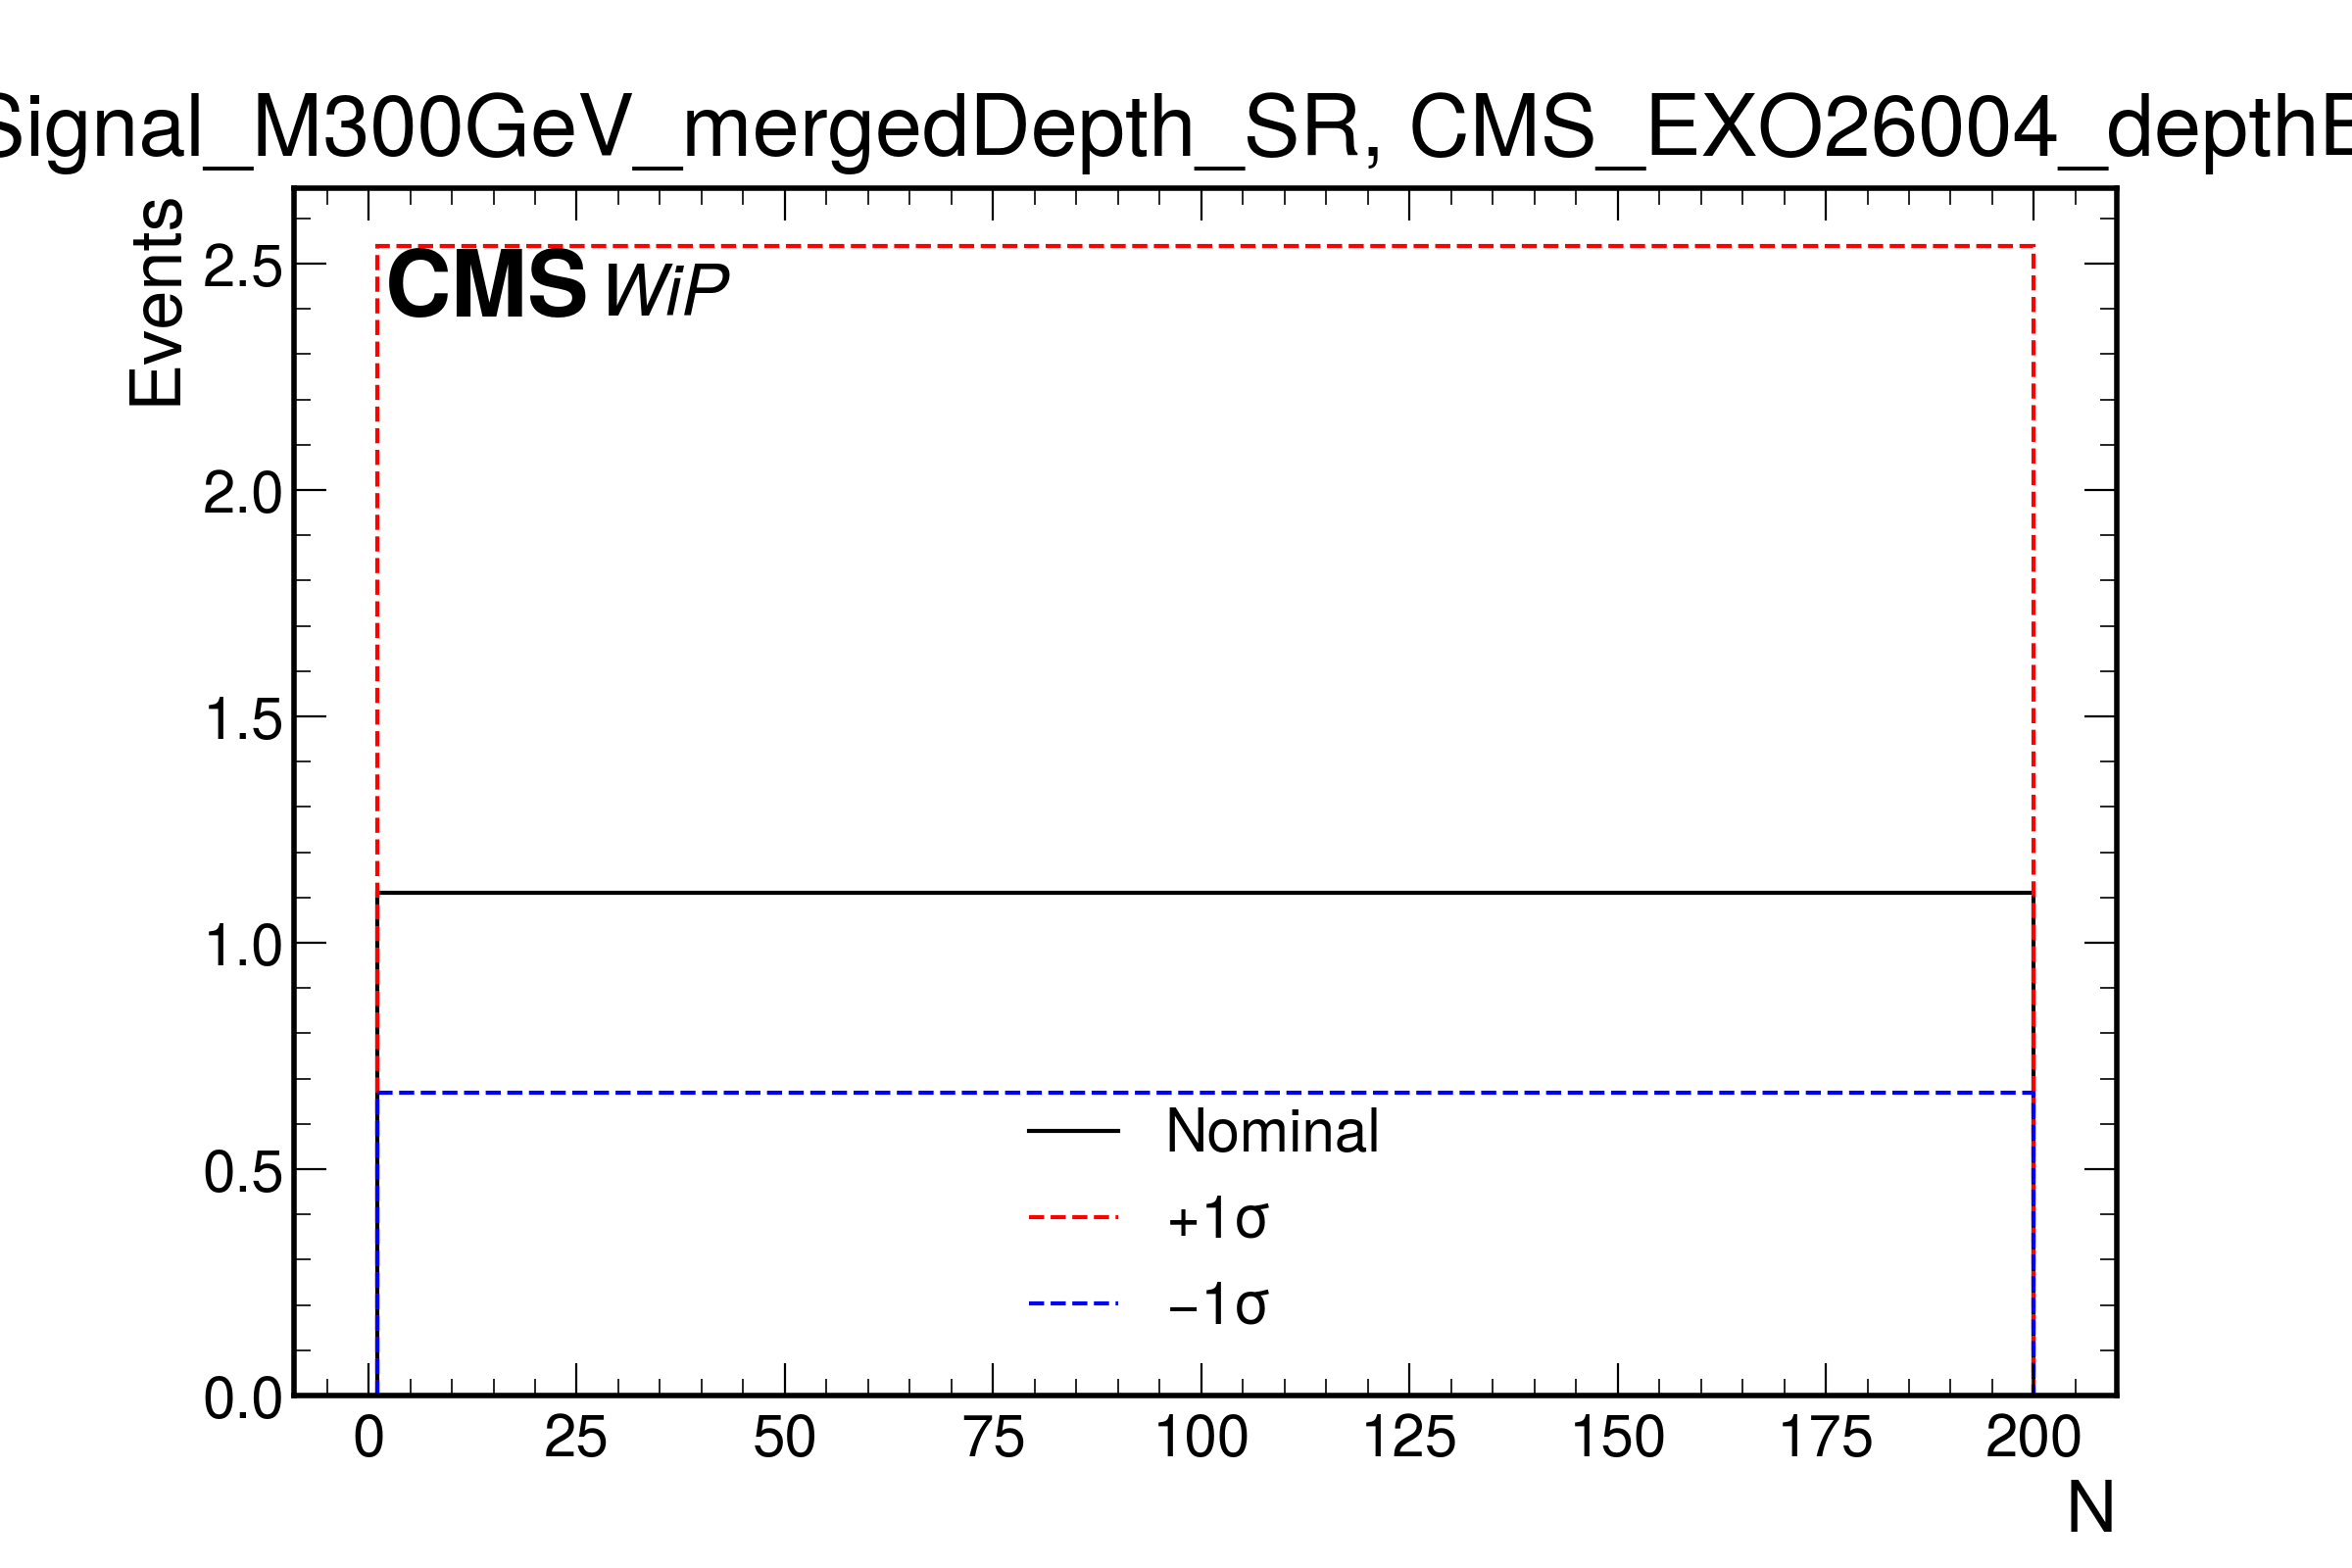 Signal_M300GeV_mergedDepth_SR, CMS_EXO26004_depthE
Events
CMS WiP
2.5
2.0
1.5
1.0
0.5
0.0
Nominal
+1σ
−1σ
0 25 50 75 100 125 150 175 200
N